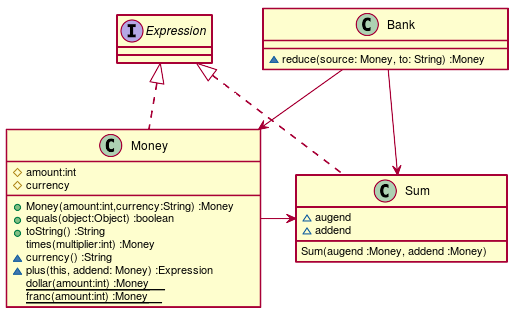 I Expression
C Bank
reduce(source: Money, to: String) :Money
C Money
amount:int
currency
Money(amount:int,currency:String) :Money
equals(object:Object) :boolean
toString() :String
times(multiplier:int) :Money
currency() :String
plus(this, addend: Money) :Expression
dollar(amount:int) :Money
franc(amount:int) :Money
C Sum
augend
addend
Sum(augend :Money, addend :Money)